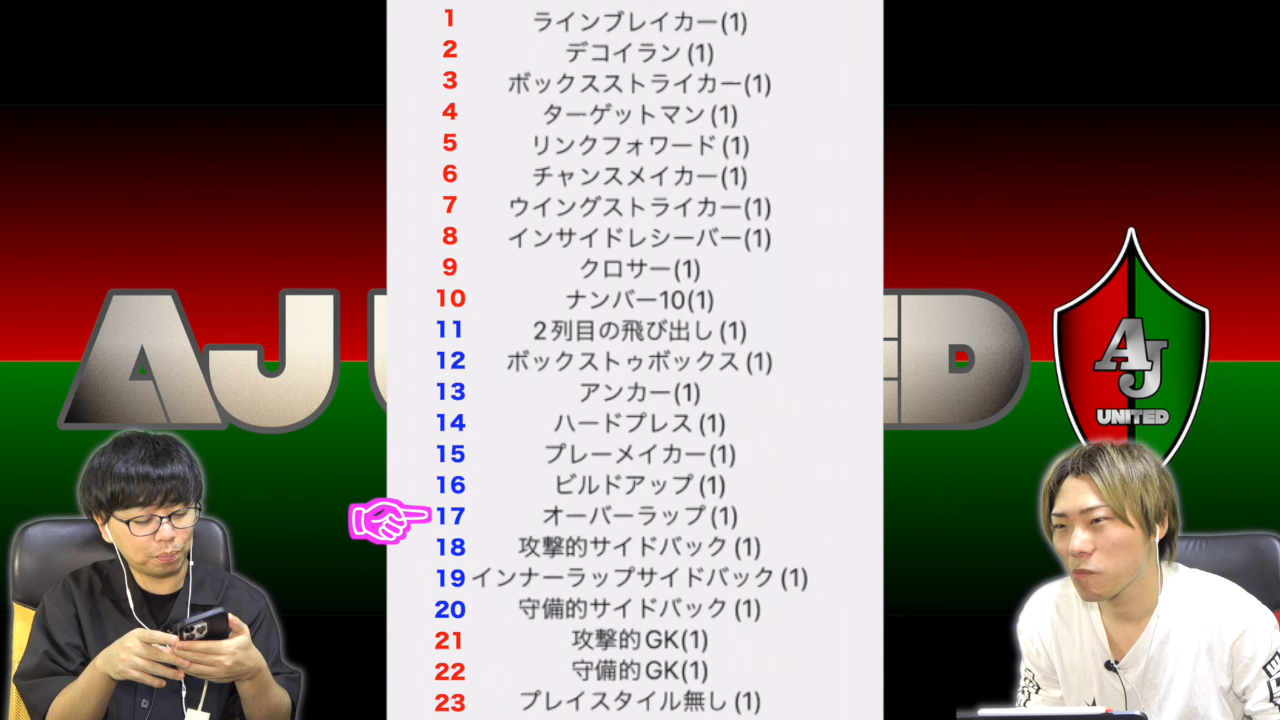 1 ラインブレイカー(1)
2 デコイラン(1)
3 ボックスストライカー(1)
4 ターゲットマン(1)
5 リンクフォワード(1)
6 チャンスメイカー(1)
7 ウイングストライカー(1)
8 インサイドレシーバー(1)
9 クロサー(1)
10 ナンバー10(1)
11 2列目の飛び出し(1)
12 ボックストゥボックス(1)
13 アンカー(1)
14 ハードプレス(1)
15 プレーメイカー(1)
16 ビルドアップ(1)
17 オーバーラップ(1)
18 攻撃的サイドバック(1)
19 インナーラップサイドバック(1)
20 守備的サイドバック(1)
21 攻撃的GK(1)
22 守備的GK(1)
23 プレイスタイル無し(1)
AJ U
ED
AJ
UNITED